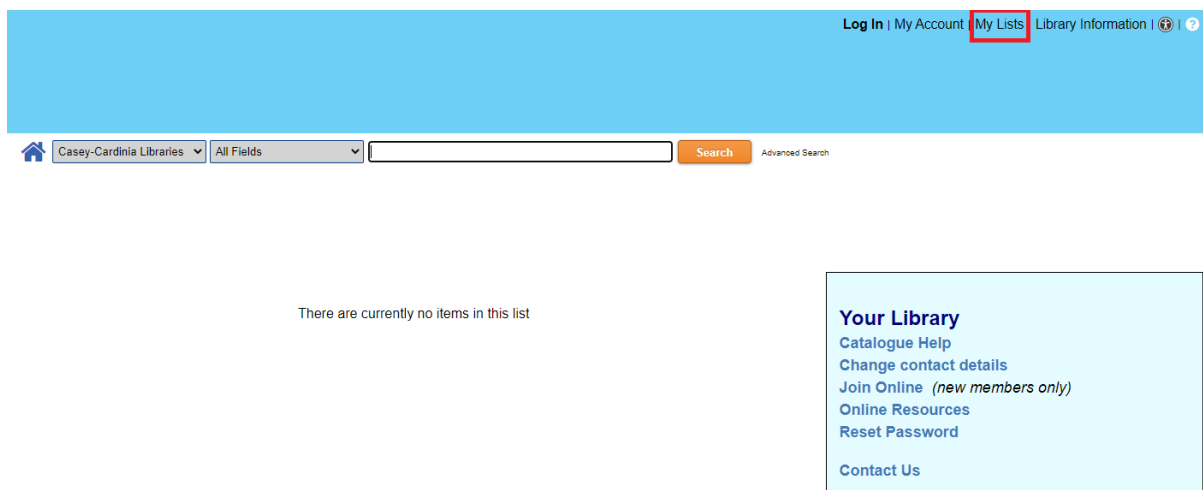 Log In | My Account | My Lists Library Information | | ?
Casey-Cardinia Libraries All Fields Search Advanced Search
There are currently no items in this list
Your Library
Catalogue Help
Change contact details
Join Online (new members only)
Online Resources
Reset Password
Contact Us